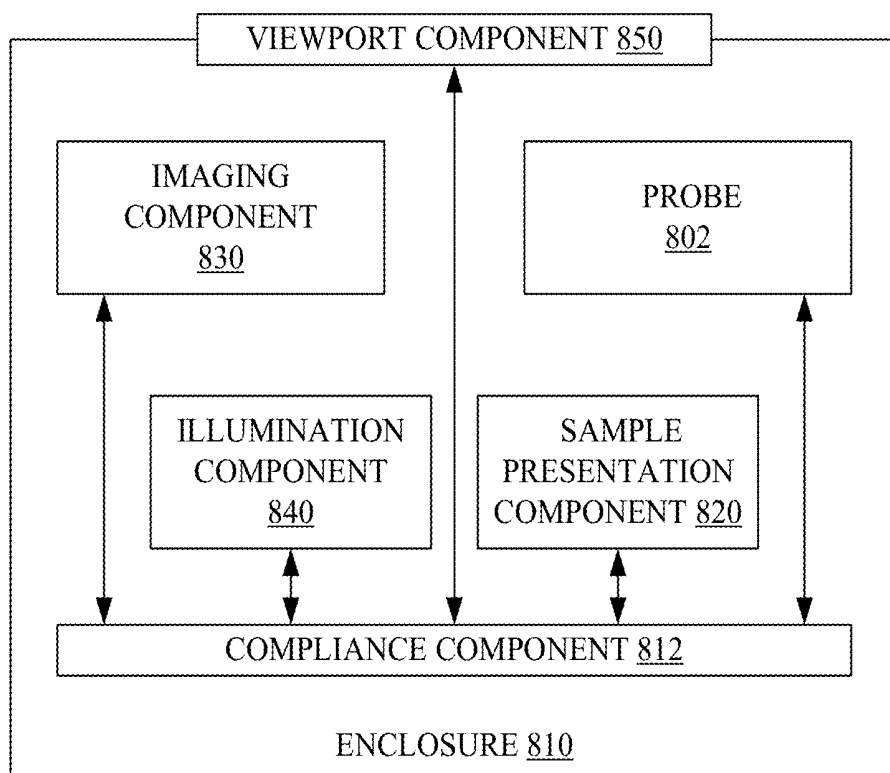 VIEWPORT COMPONENT 850
IMAGING
COMPONENT
830
PROBE
802
ILLUMINATION
COMPONENT
840
SAMPLE
PRESENTATION
COMPONENT 820
COMPLIANCE COMPONENT 812
ENCLOSURE 810